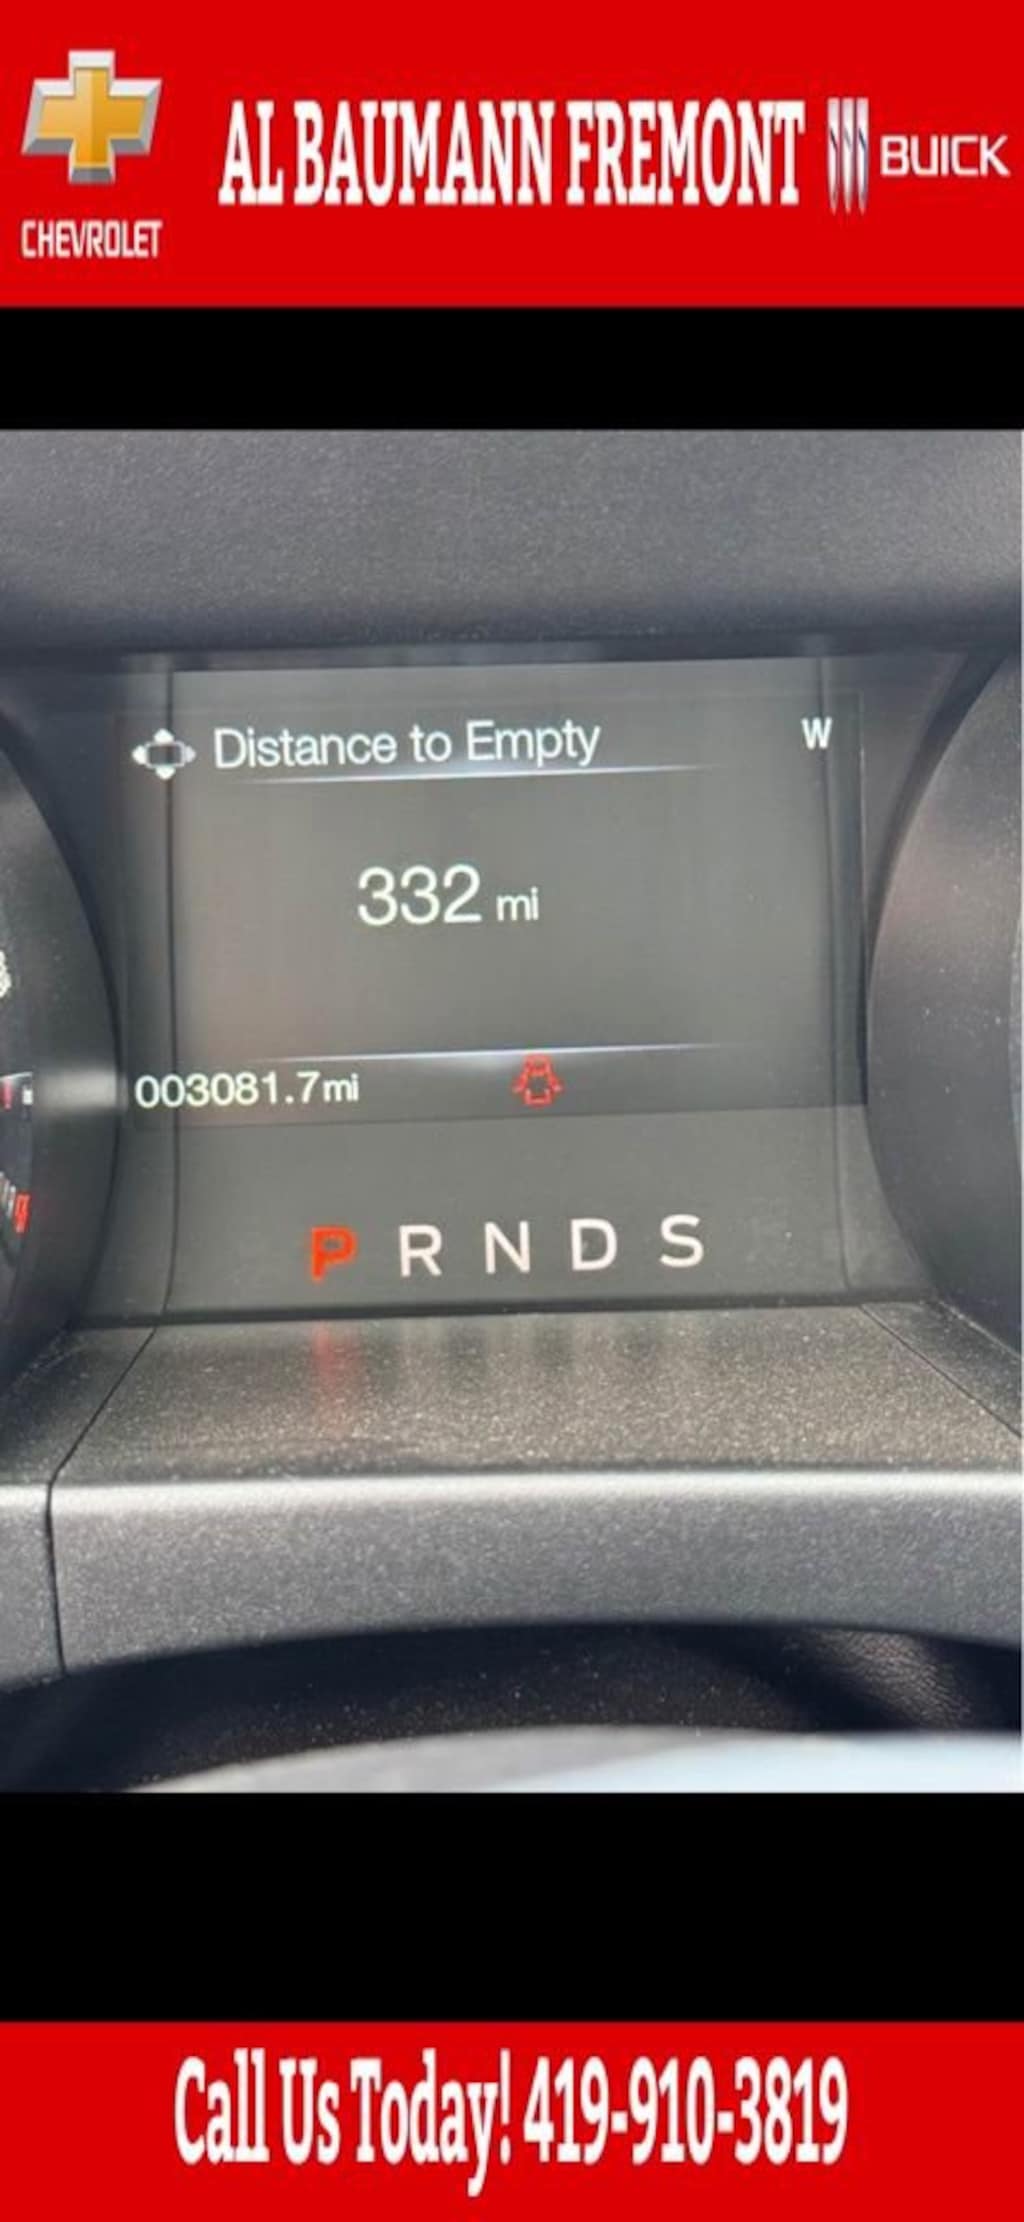 CHEVROLET
AL BAUMANN FREMONT
BUICK
Distance to Empty
W
332 mi
003081.7mi
P R N D S
Call Us Today! 419-910-3819